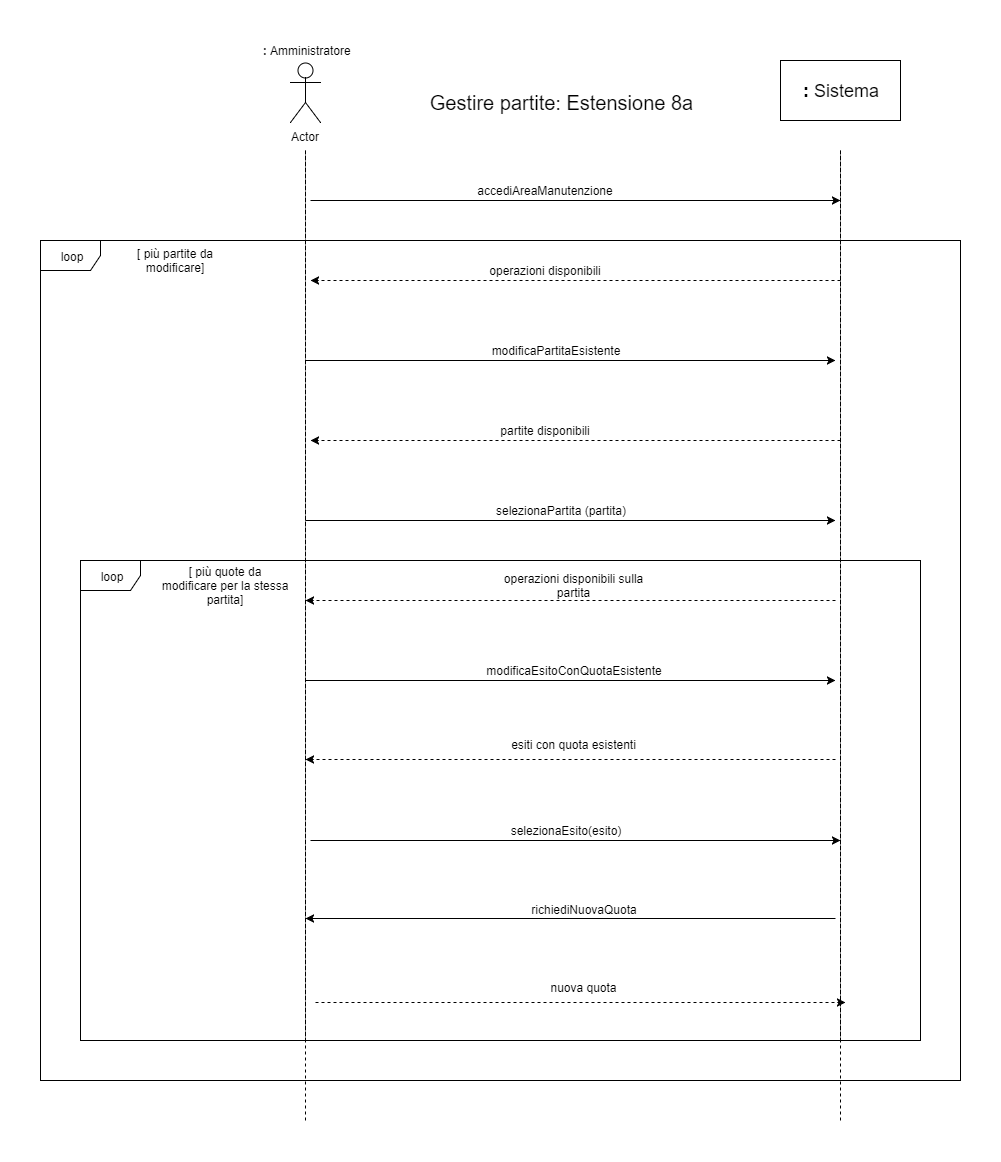 : Amministratore
Gestire partite: Estensione 8a
: Sistema
Actor
accediAreaManutenzione
loop
[ più partite da
modificare]
operazioni disponibili
modificaPartitaEsistente
partite disponibili
selezionaPartita (partita)
loop
[ più quote da
modificare per la stessa
partita]
operazioni disponibili sulla
partita
modificaEsitoConQuotaEsistente
esiti con quota esistenti
selezionaEsito(esito)
richiediNuovaQuota
nuova quota